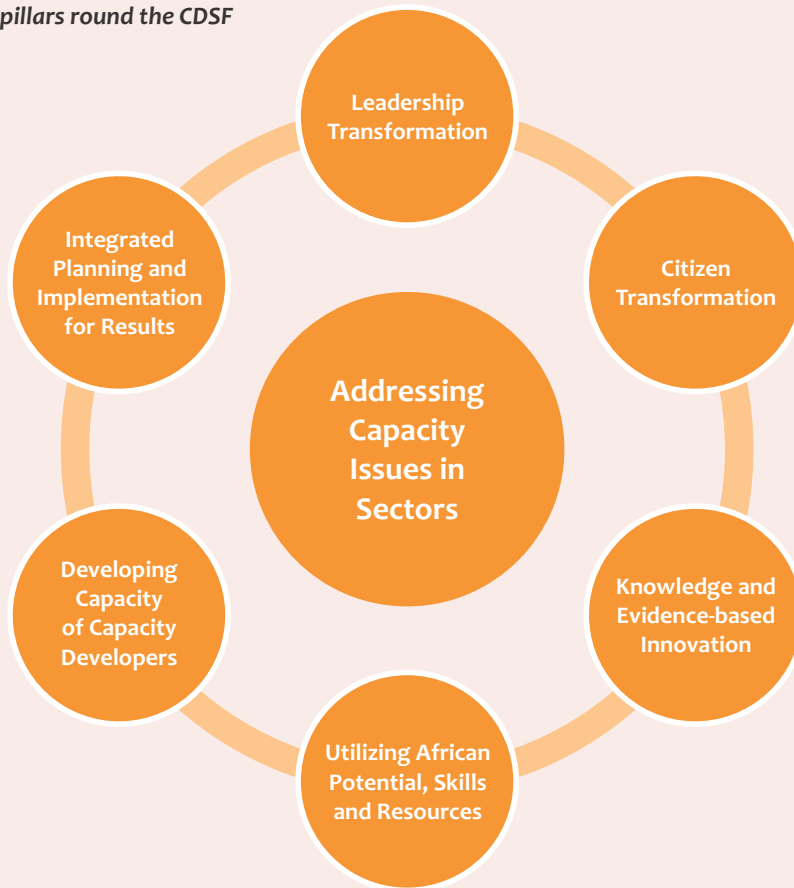 pillars round the CDSF
Leadership
Transformation
Integrated
Planning and
Implementation
for Results
Citizen
Transformation
Addressing
Capacity
Issues in
Sectors
Developing
Capacity
of Capacity
Developers
Knowledge and
Evidence-based
Innovation
Utilizing African
Potential, Skills
and Resources